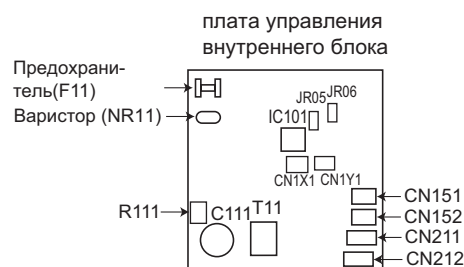 плата управления
внутреннего блока
Предохрани-
тель(F11)
Варистор (NR11)
JR05 JR06
IC101
CN1X1 CN1Y1
R111
C111 T11
CN151
CN152
CN211
CN212